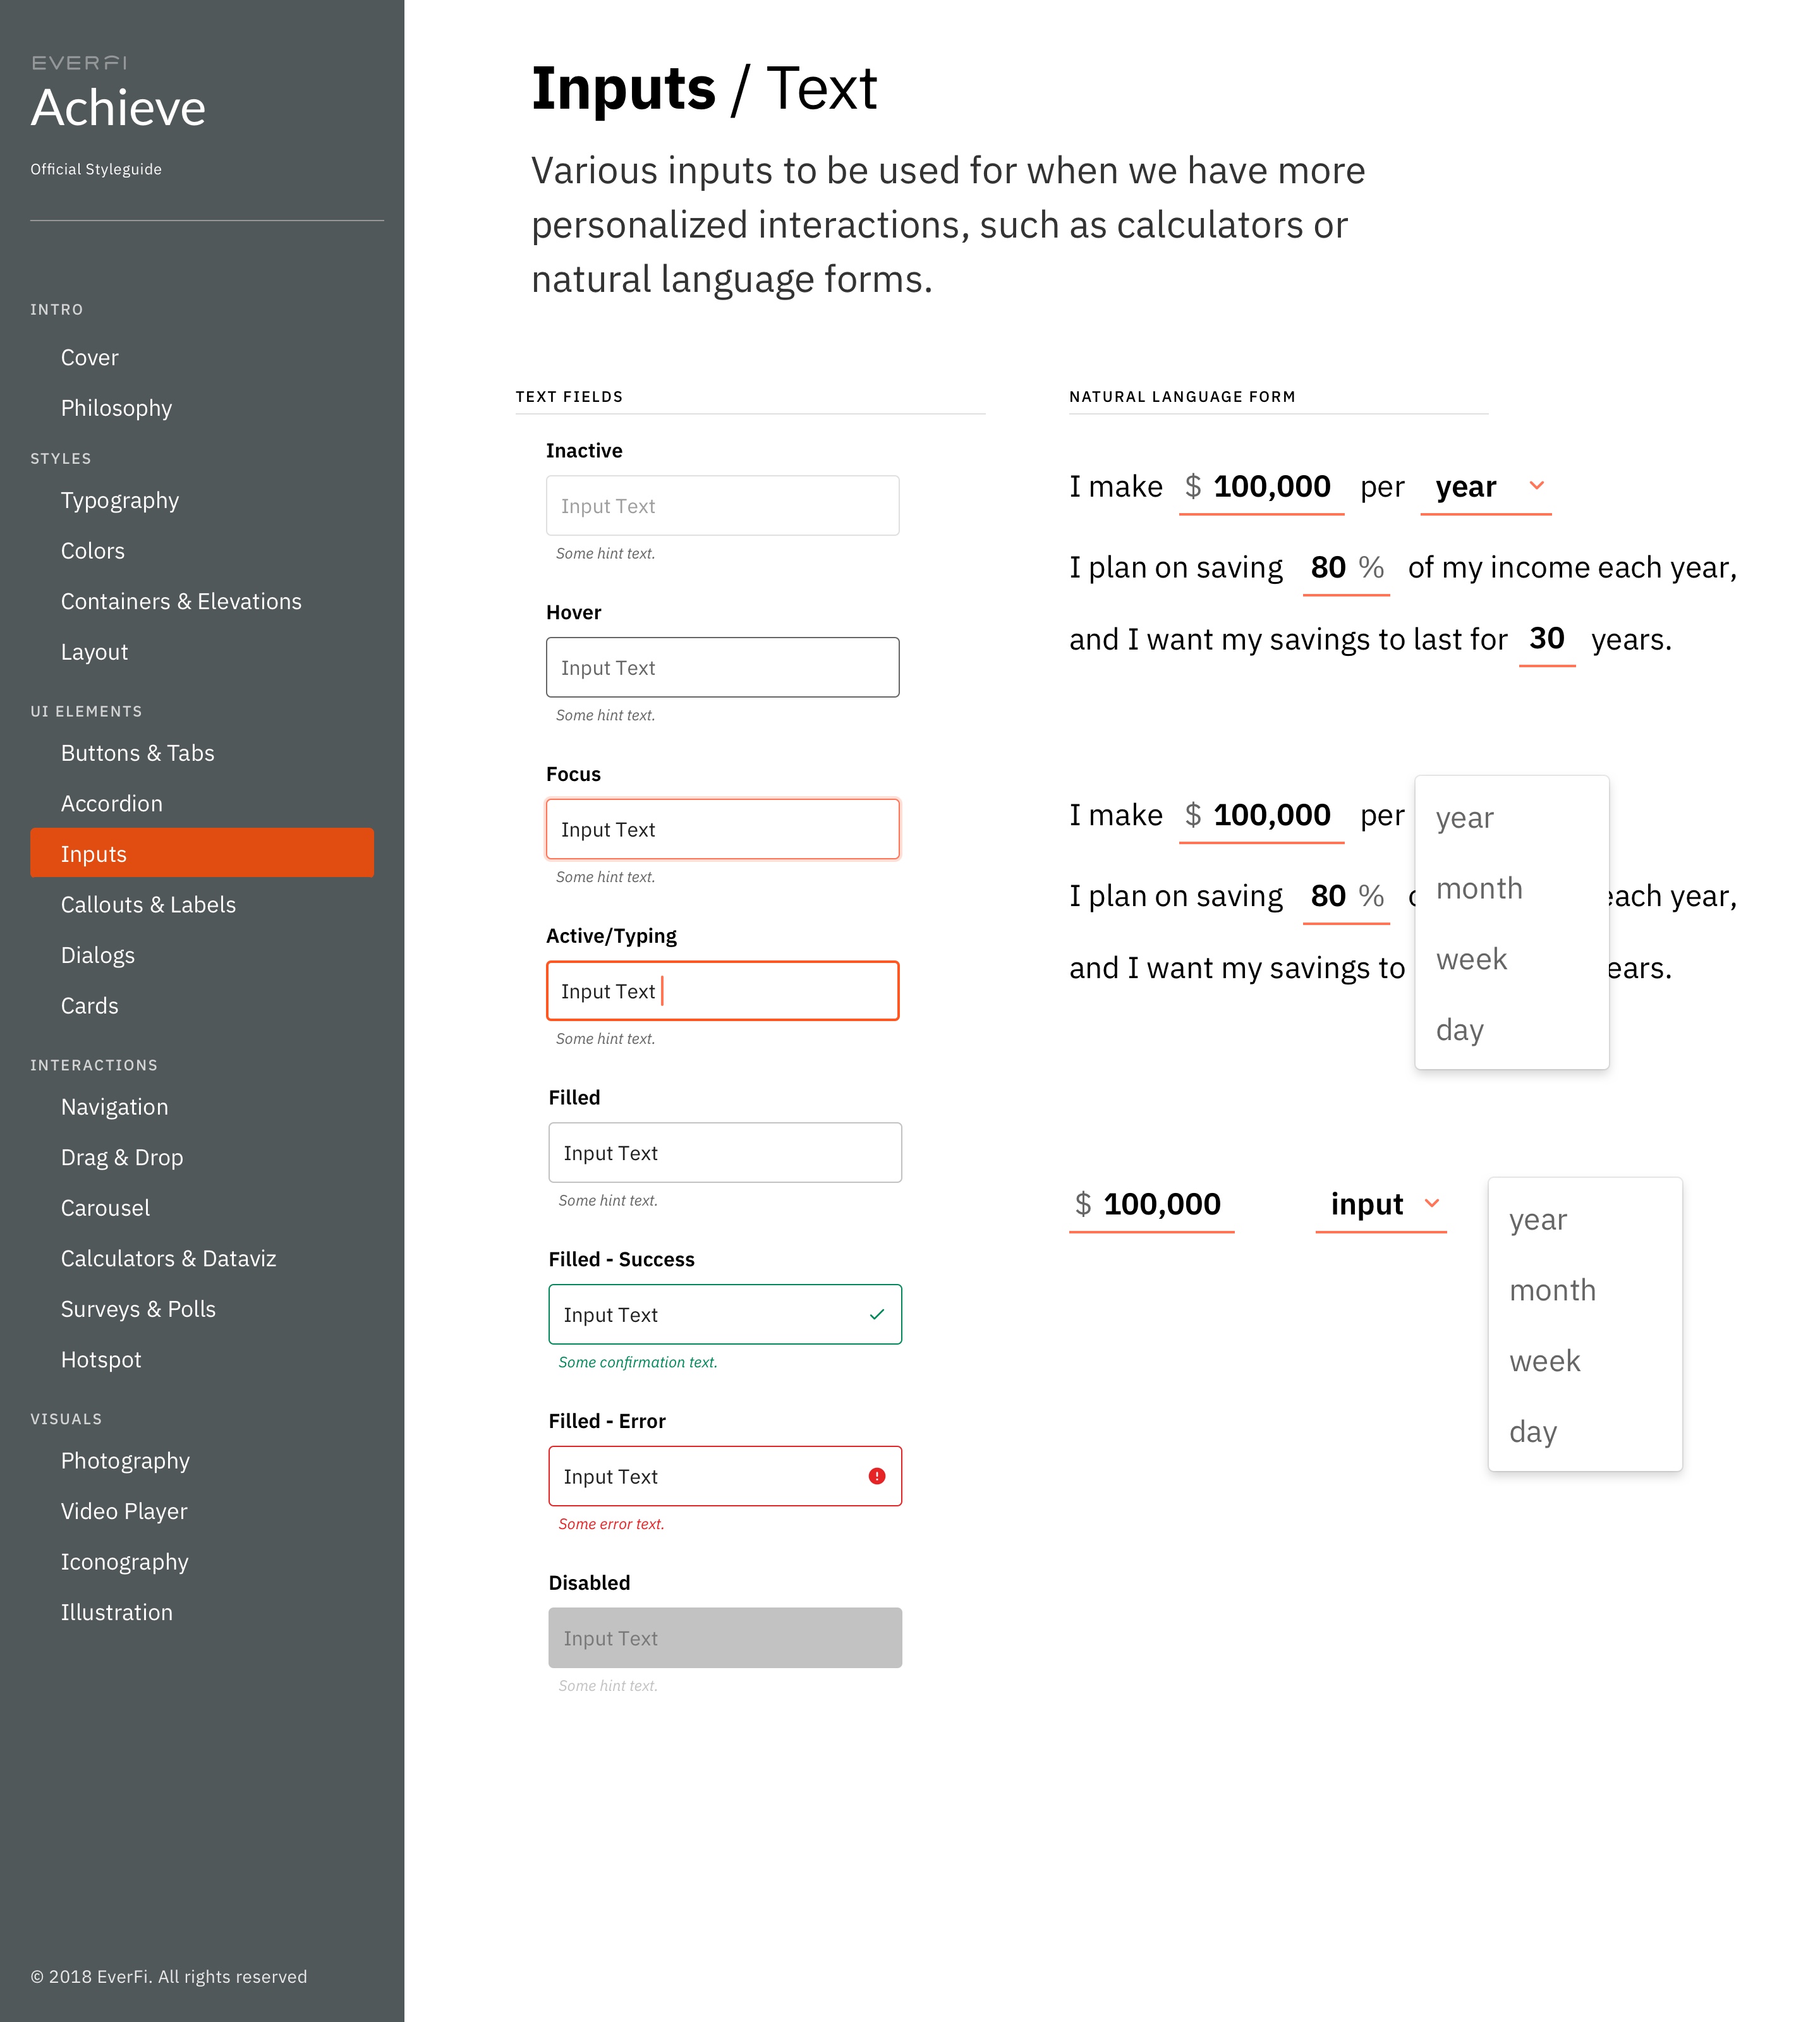 EVERFI
Achieve
Official Styleguide
INTRO
Cover
Philosophy
STYLES
Typography
Colors
Containers & Elevations
Layout
UI ELEMENTS
Buttons & Tabs
Accordion
Inputs
Callouts & Labels
Dialogs
Cards
INTERACTIONS
Navigation
Drag & Drop
Carousel
Calculators & Dataviz
Surveys & Polls
Hotspot
VISUALS
Photography
Video Player
Iconography
Illustration
© 2018 EverFi. All rights reserved
Inputs / Text
Various inputs to be used for when we have more
personalized interactions, such as calculators or
natural language forms.
TEXT FIELDS
Inactive
Input Text
Some hint text.
Hover
Input Text
Some hint text.
Focus
Input Text
Some hint text.
Active/Typing
Input Text
Some hint text.
Filled
Input Text
Some hint text.
Filled - Success
Input Text
Some confirmation text.
Filled - Error
Input Text
Some error text.
Disabled
Input Text
Some hint text.
NATURAL LANGUAGE FORM
I make $ 100,000 per year
I plan on saving 80 % of my income each year,
and I want my savings to last for 30 years.
I make $ 100,000 per
I plan on saving 80 % each year,
and I want my savings to ears.
year
month
week
day
$ 100,000 input
year
month
week
day